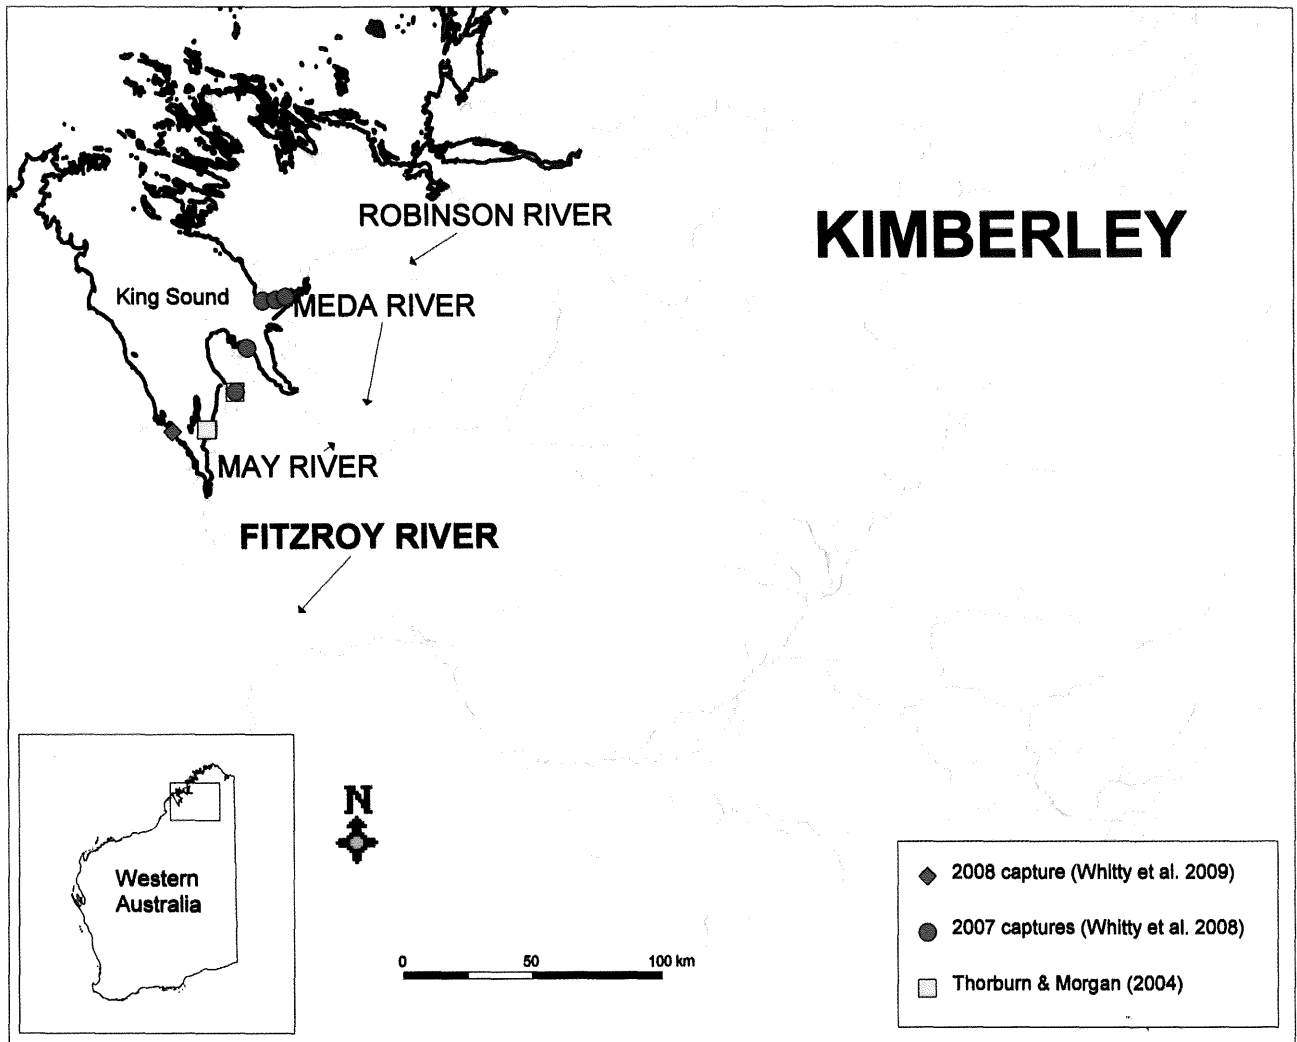 ROBINSON RIVER
KIMBERLEY
King Sound
MEDA RIVER
MAY RIVER
FITZROY RIVER
N
Western
Australia
0 50 100 km
2008 capture (Whitty et al. 2009)
2007 captures (Whitty et al. 2008)
Thorburn & Morgan (2004)